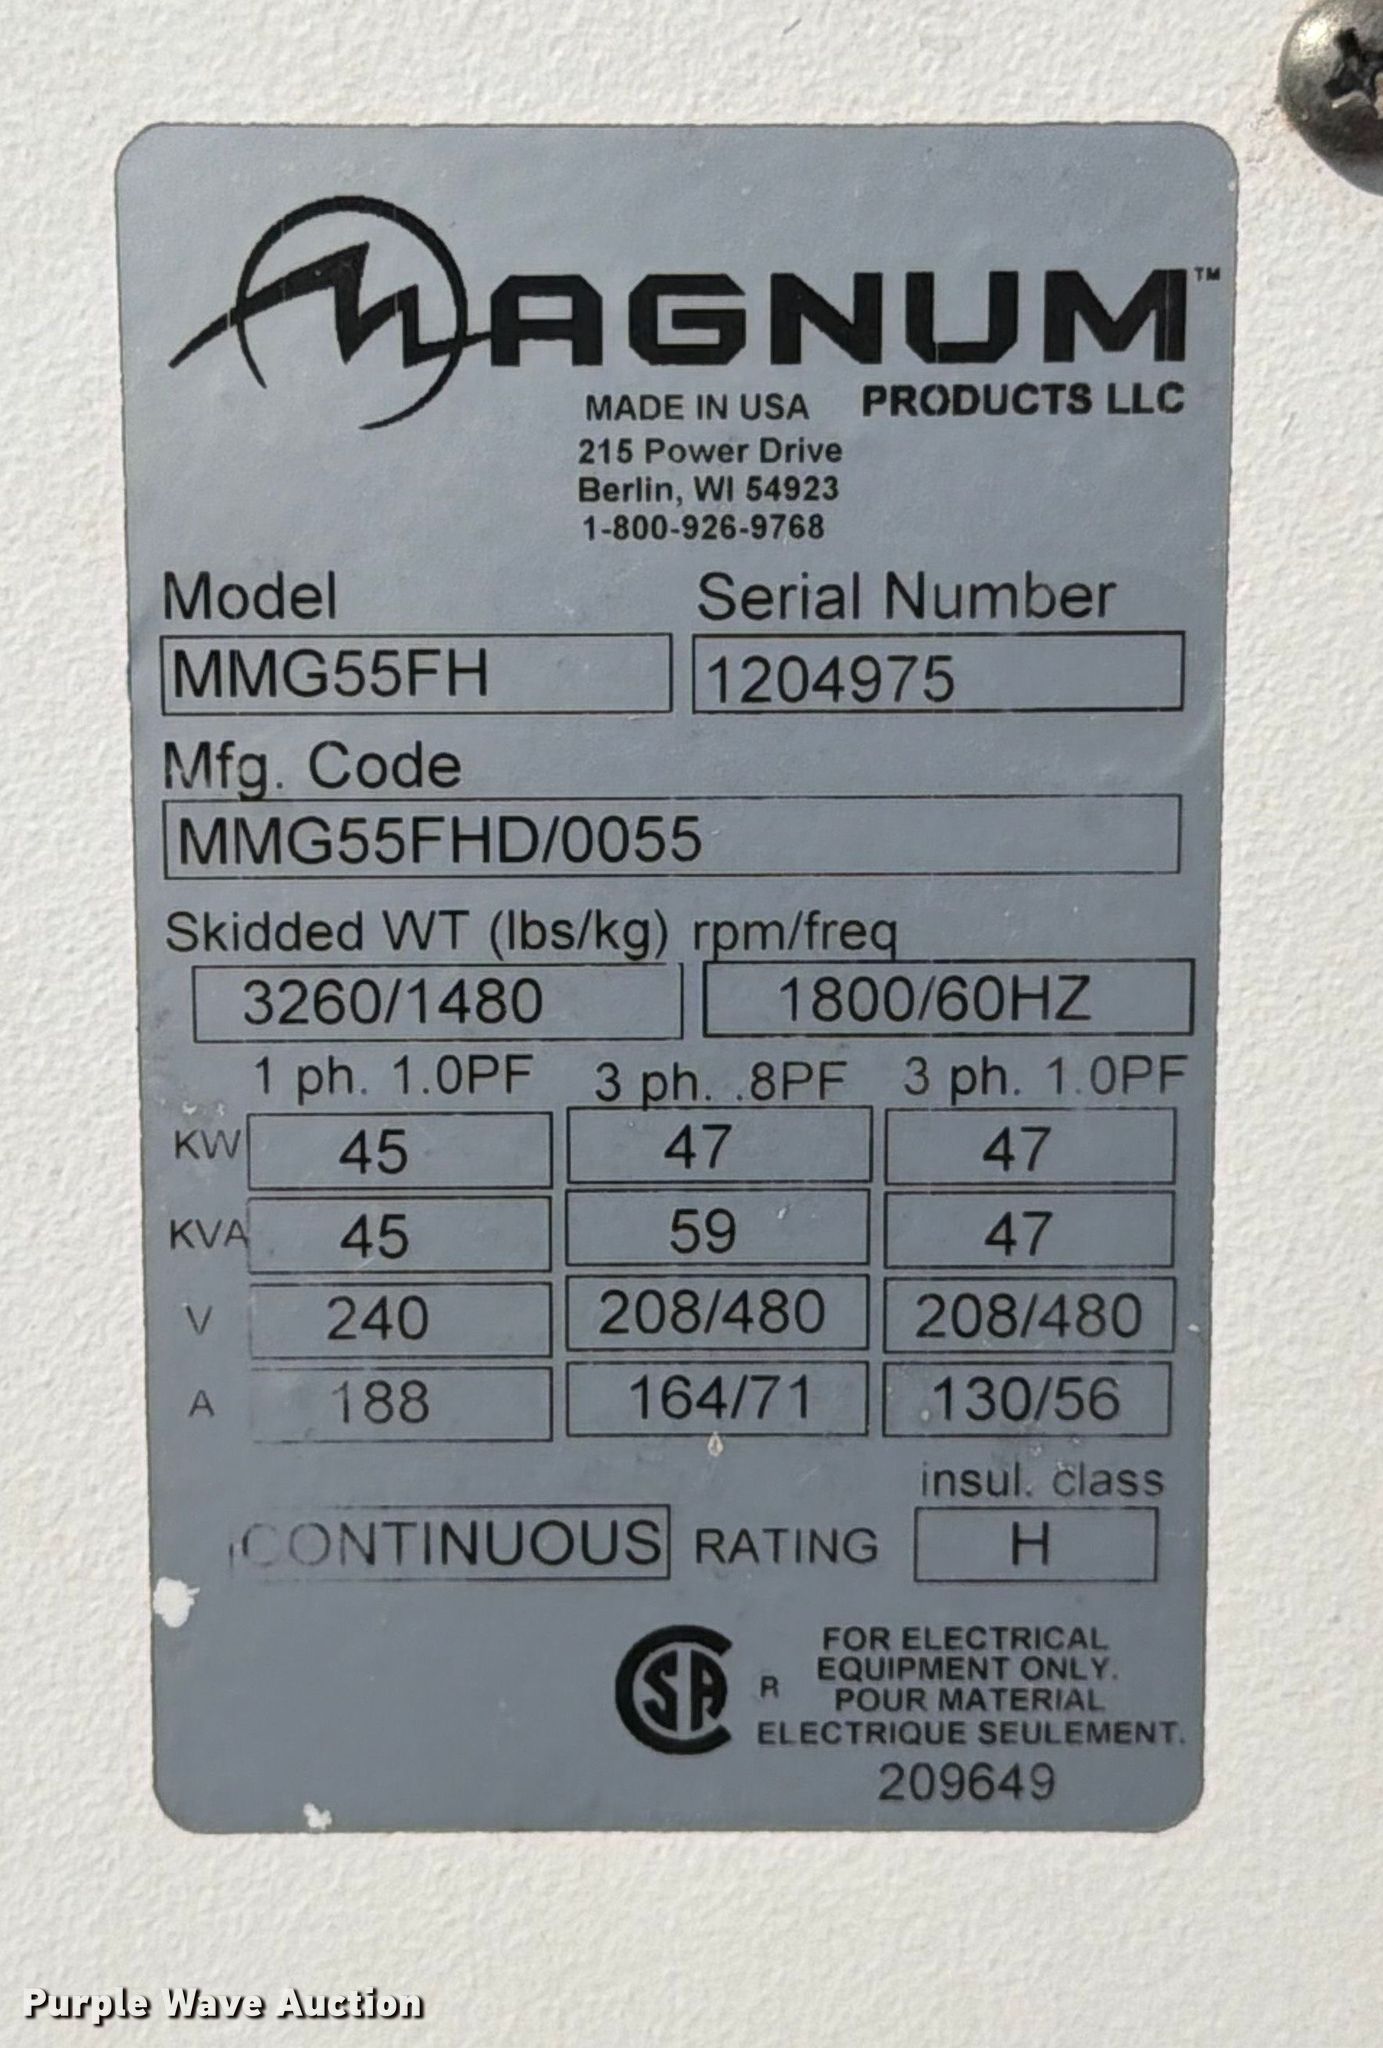 MAGNUM™
PRODUCTS LLC
MADE IN USA
215 Power Drive
Berlin, WI 54923
1-800-926-9768
Model Serial Number
MMG55FH 1204975
Mfg. Code
MMG55FHD/0055
Skidded WT (lbs/kg) rpm/freq
3260/1480 1800/60HZ
1 ph. 1.0PF 3 ph. .8PF 3 ph. 1.0PF
KW 45 47 47
KVA 45 59 47
V 240 208/480 208/480
A 188 164/71 130/56
insul. class
CONTINUOUS RATING H
CSA R
FOR ELECTRICAL
EQUIPMENT ONLY.
POUR MATERIAL
ELECTRIQUE SEULEMENT.
209649
Purple Wave Auction